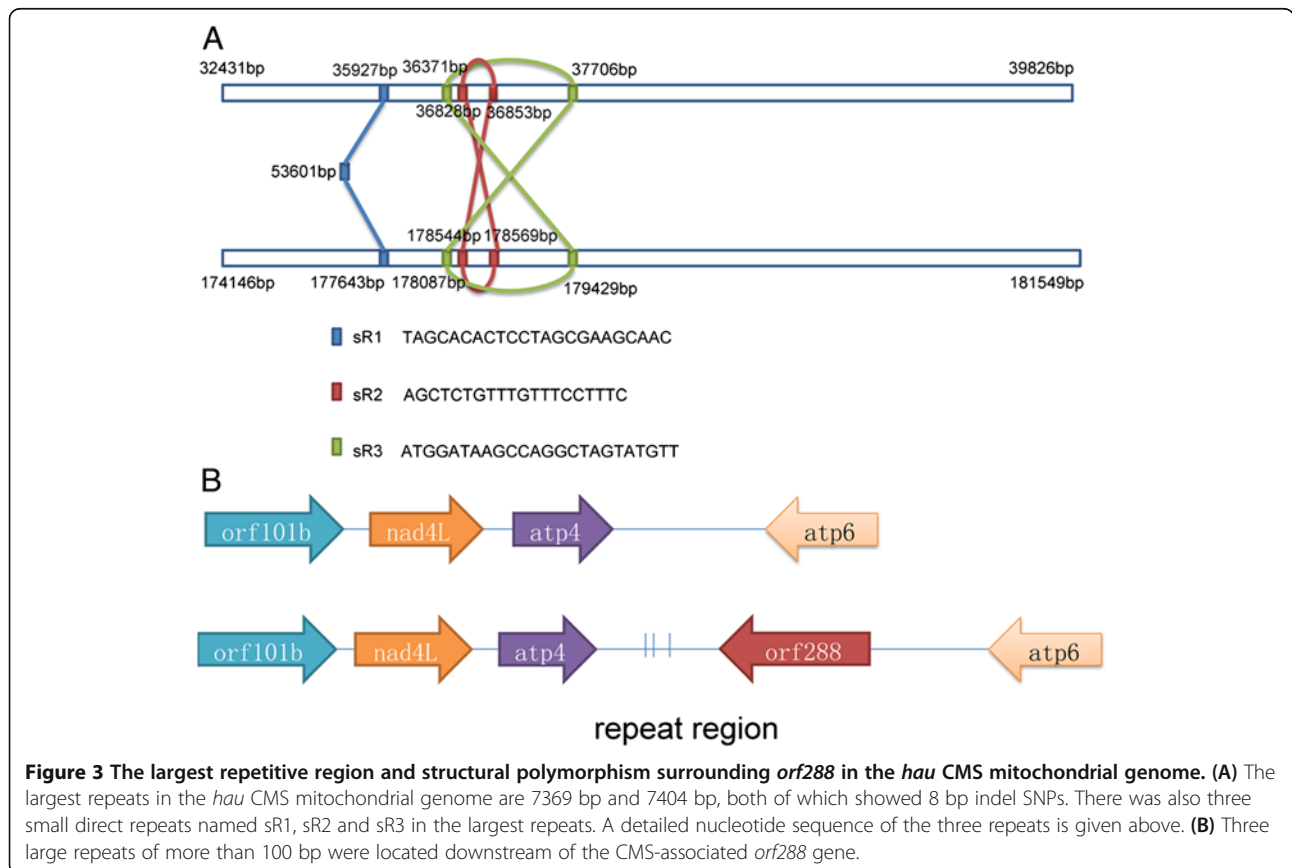 A
32431bp 35927bp 36371bp 37706bp 39826bp
36828bp 36853bp
53601bp
178544bp 178569bp
174146bp 177643bp 178087bp 179429bp 181549bp
sR1 TAGCACACTCCTAGCGAAGCAAC
sR2 AGCTCTGTTTGTTTCCTTTC
sR3 ATGGATAAGCCAGGCTAGTATGTT
B
orf101b nad4L atp4 atp6
orf101b nad4L atp4 orf288 atp6
repeat region
Figure 3 The largest repetitive region and structural polymorphism surrounding orf288 in the hau CMS mitochondrial genome. (A) The
largest repeats in the hau CMS mitochondrial genome are 7369 bp and 7404 bp, both of which showed 8 bp indel SNPs. There was also three
small direct repeats named sR1, sR2 and sR3 in the largest repeats. A detailed nucleotide sequence of the three repeats is given above. (B) Three
large repeats of more than 100 bp were located downstream of the CMS-associated orf288 gene.